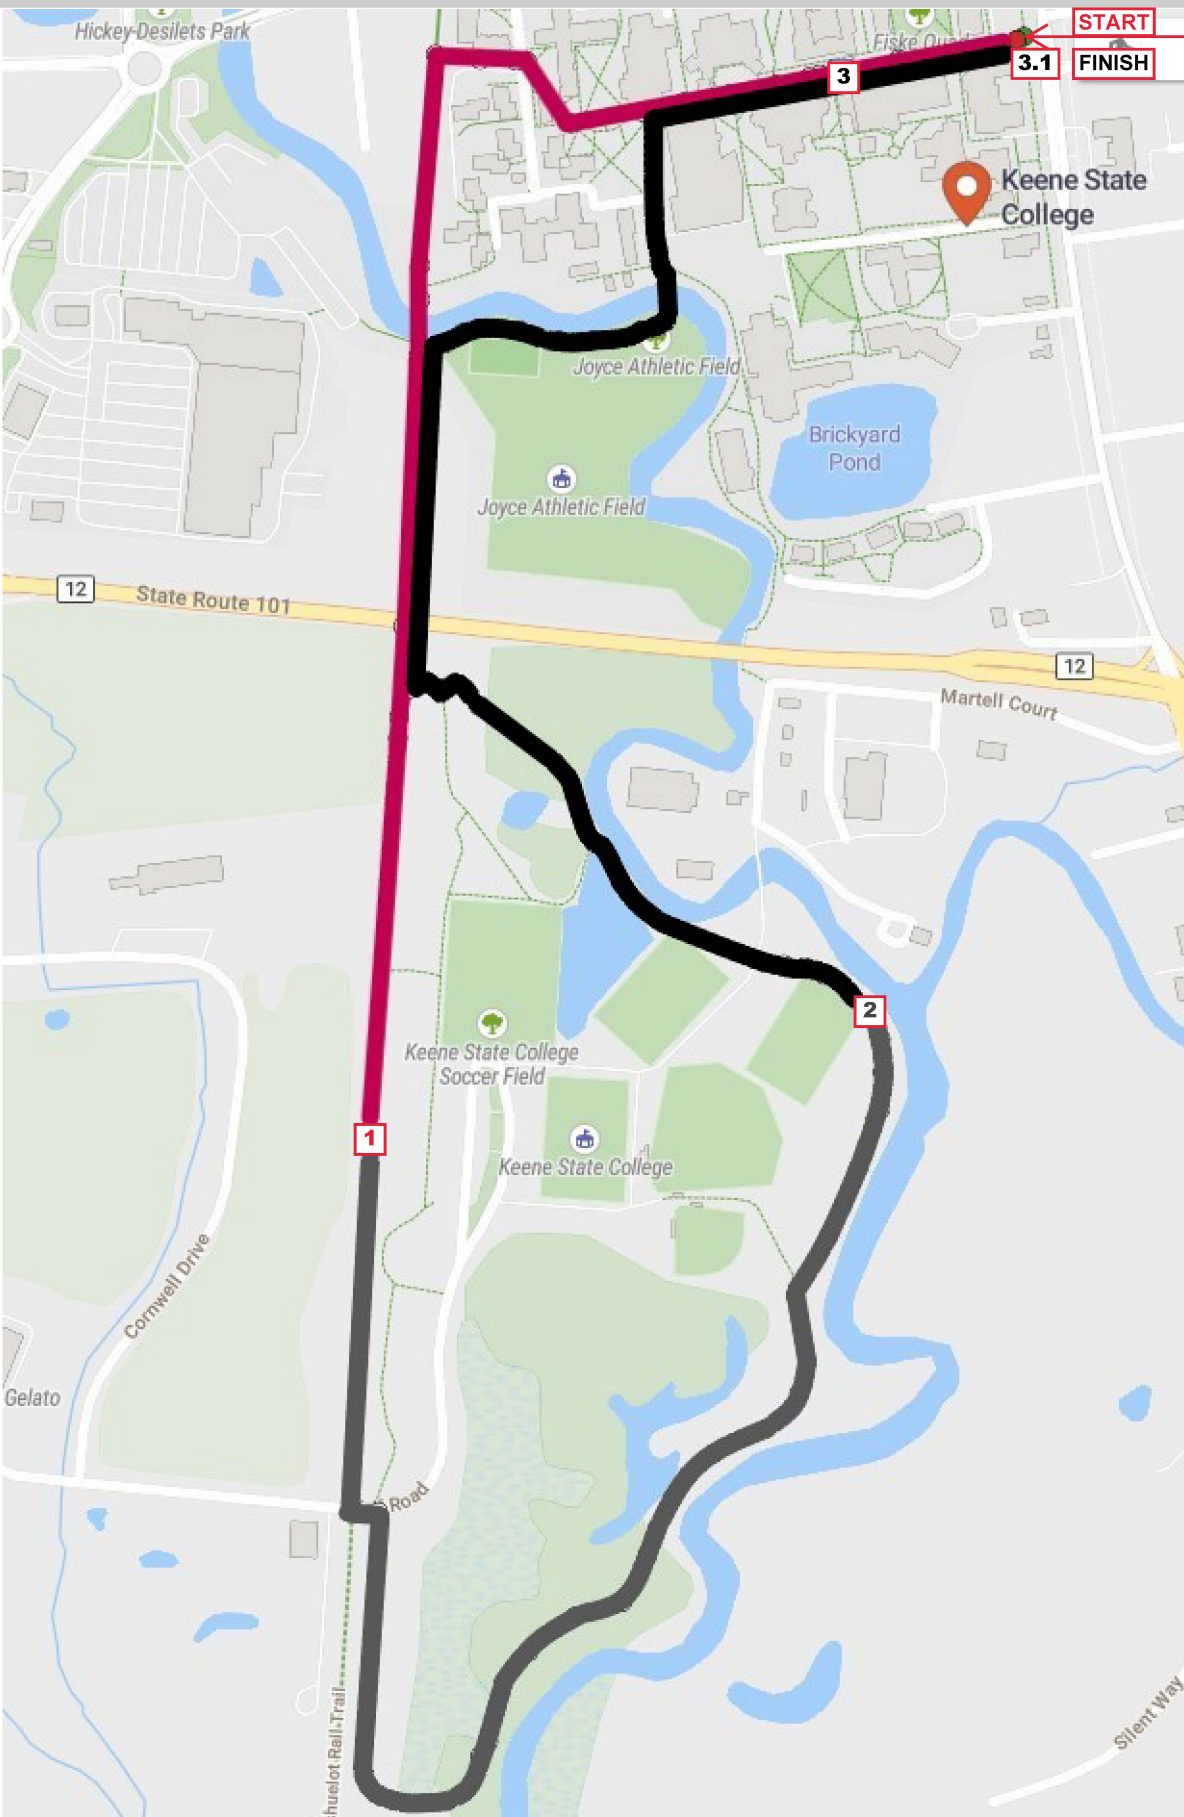 Hickey-Desilets Park
START
3.1
FINISH
3
Keene State
College
Joyce Athletic Field
Brickyard
Pond
Joyce Athletic Field
12
State Route 101
12
Martell Court
2
Keene State College
Soccer Field
1
Keene State College
Cornwell Drive
Gelato
Road
huelot Rail-Trail
Silent Way